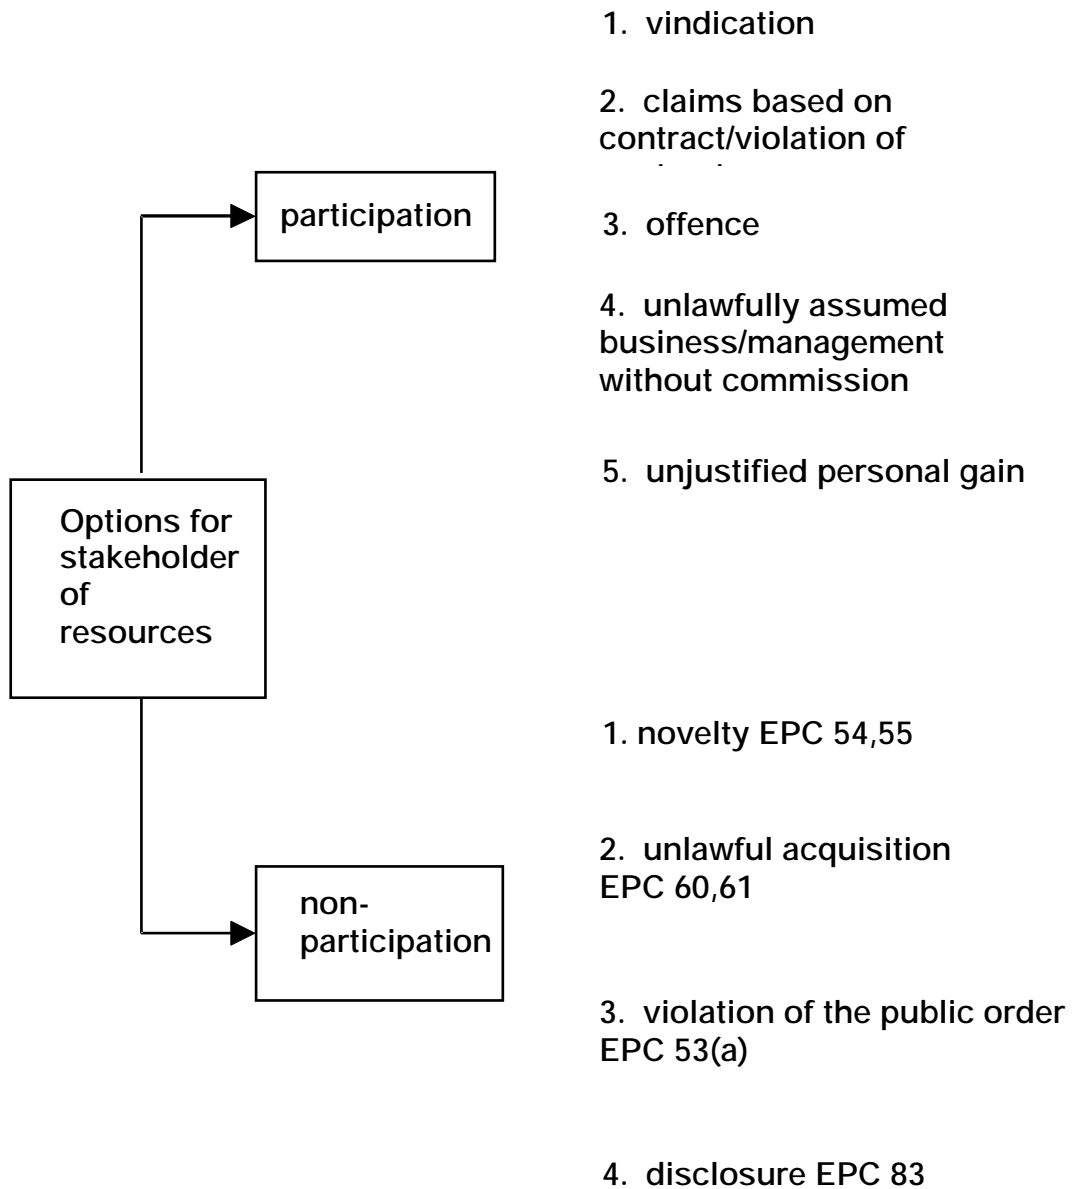 1. vindication
2. claims based on
contract/violation of
participation
3. offence
4. unlawfully assumed
business/management
without commission
5. unjustified personal gain
Options for
stakeholder
of
resources
1. novelty EPC 54,55
2. unlawful acquisition
EPC 60,61
non-
participation
3. violation of the public order
EPC 53(a)
4. disclosure EPC 83